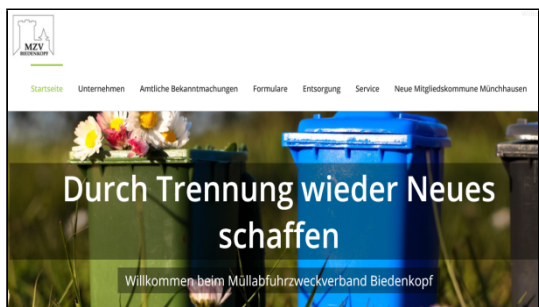 MZV
BIEDENKOPF
Startseite Unternehmen Amtliche Bekanntmachungen Formulare Entsorgung Service Neue Mitgliedskommune Münchhausen
Durch Trennung wieder Neues
schaffen
Willkommen beim Müllabfuhrzweckverband Biedenkopf